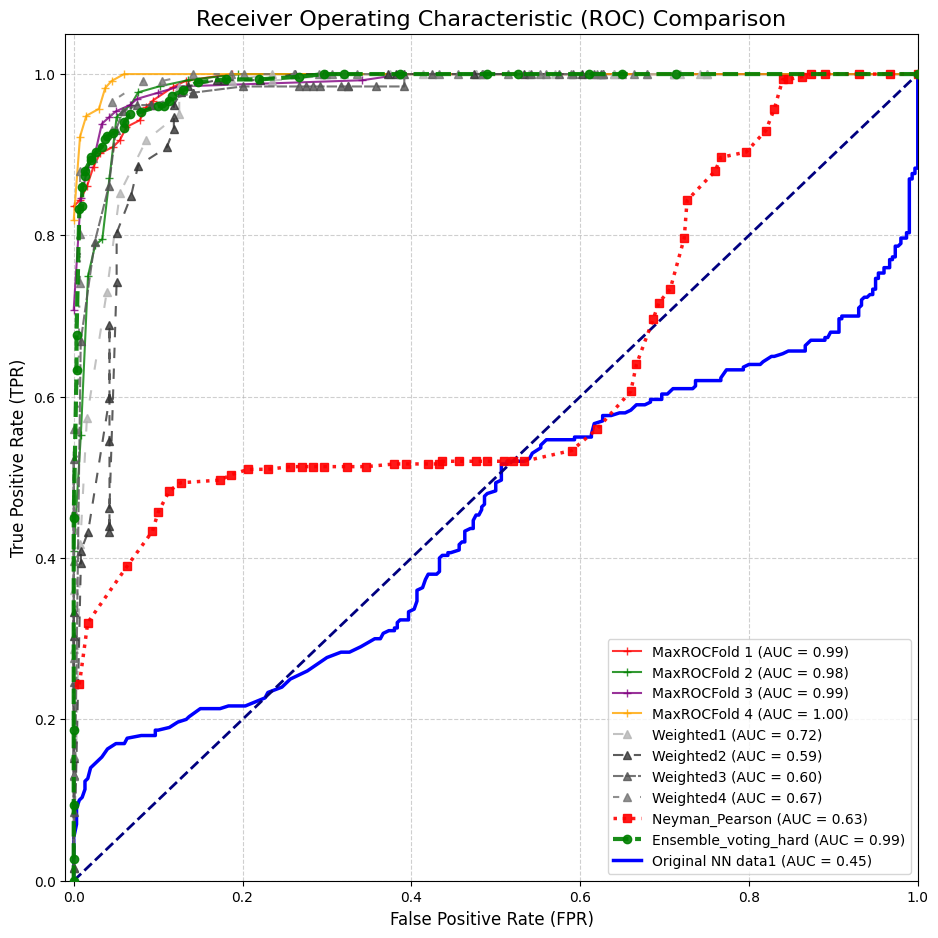 Receiver Operating Characteristic (ROC) Comparison
True Positive Rate (TPR)
1.0
0.8
0.6
0.4
0.2
0.0
MaxROCFold 1 (AUC = 0.99)
MaxROCFold 2 (AUC = 0.98)
MaxROCFold 3 (AUC = 0.99)
MaxROCFold 4 (AUC = 1.00)
Weighted1 (AUC = 0.72)
Weighted2 (AUC = 0.59)
Weighted3 (AUC = 0.60)
Weighted4 (AUC = 0.67)
Neyman_Pearson (AUC = 0.63)
Ensemble_voting_hard (AUC = 0.99)
Original NN data1 (AUC = 0.45)
0.0 0.2 0.4 0.6 0.8 1.0
False Positive Rate (FPR)